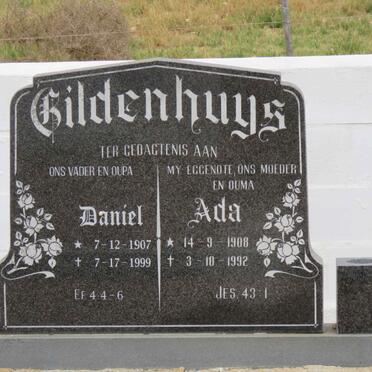 Gildenhuys
TER GEDAGTENIS AAN
ONS VADER EN OUPA
Daniel
★ 7-12-1907
✝ 7-17-1999
EF 4:4-6
MY EGGENOTE, ONS MOEDER
EN OUMA
Ada
★ 14-9-1908
✝ 3-10-1992
JES. 43:1